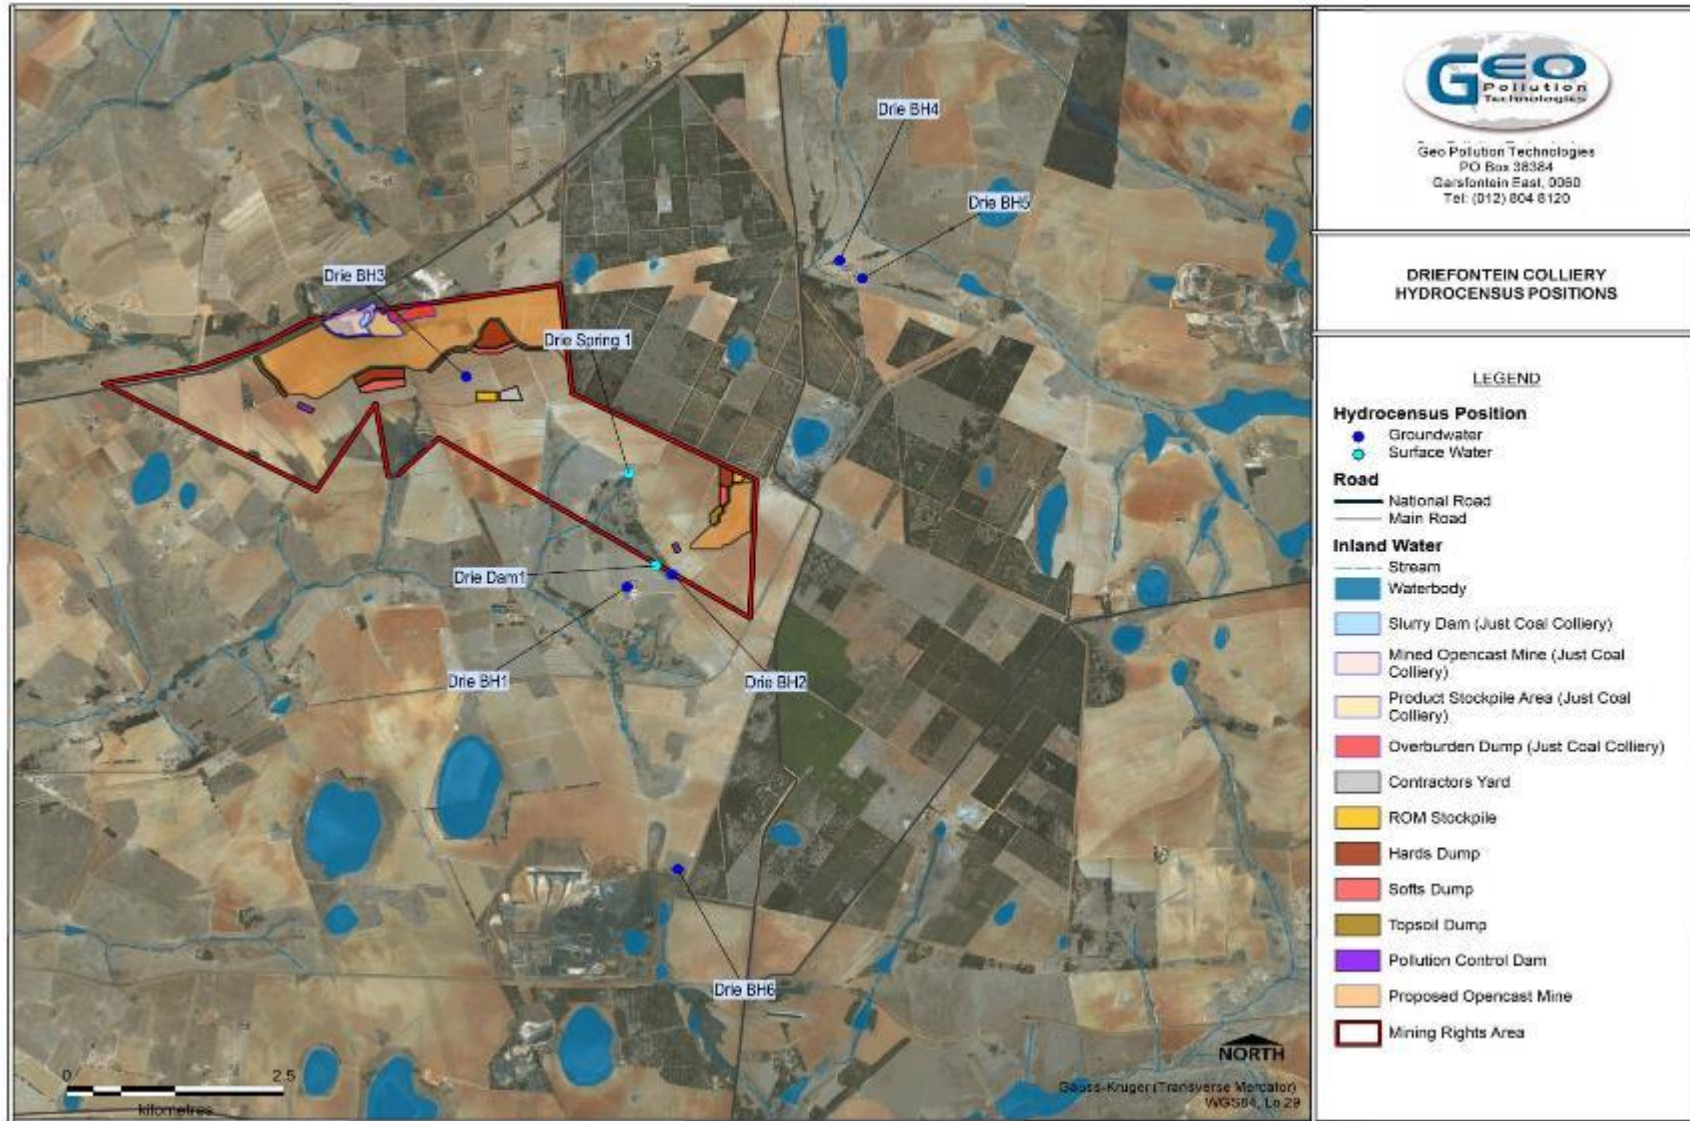 Drie BH4
Drie BH5
Drie BH3
Drie Spring 1
Drie Dam1
Drie BH1
Drie BH2
Drie BH6
0 2.5
kilometres
NORTH
Gauss-Kruger (Transverse Mercator)
WGS84, Lo 29
GEO
Pollution
Technologies
Geo Pollution Technologies
PO Box 38384
Garsfontein East, 0060
Tel: (012) 804 8120
DRIEFONTEIN COLLIERY
HYDROCENSUS POSITIONS
LEGEND
Hydrocensus Position
Groundwater
Surface Water
Road
National Road
Main Road
Inland Water
Stream
Waterbody
Slurry Dam (Just Coal Colliery)
Mined Opencast Mine (Just Coal
Colliery)
Product Stockpile Area (Just Coal
Colliery)
Overburden Dump (Just Coal Colliery)
Contractors Yard
ROM Stockpile
Hards Dump
Softs Dump
Topsoil Dump
Pollution Control Dam
Proposed Opencast Mine
Mining Rights Area